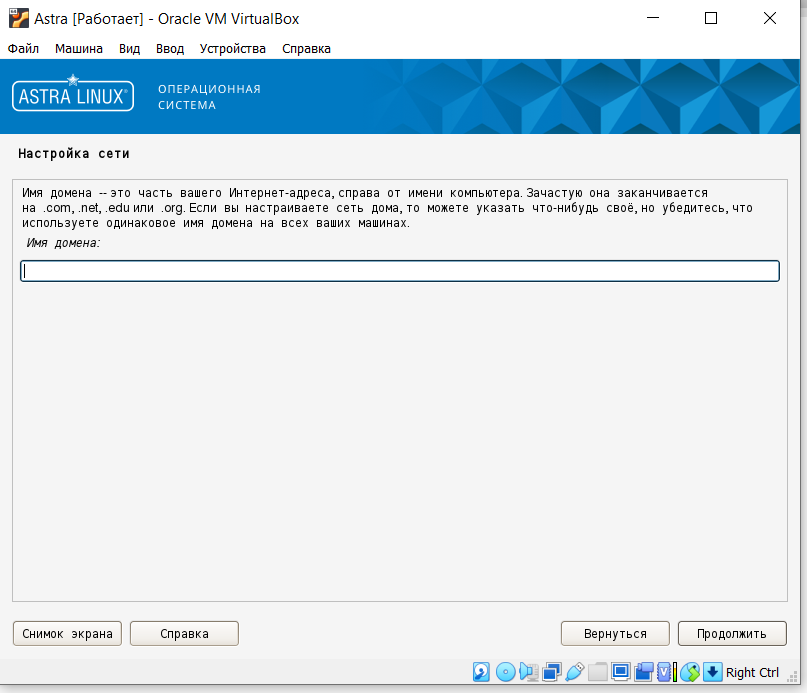 Astra [Работает] - Oracle VM VirtualBox
Файл Машина Вид Ввод Устройства Справка
ASTRA LINUX® ОПЕРАЦИОННАЯ
СИСТЕМА
Настройка сети
Имя домена -- это часть вашего Интернет-адреса, справа от имени компьютера. Зачастую она заканчивается
на .com, .net, .edu или .org. Если вы настраиваете сеть дома, то можете указать что-нибудь своё, но убедитесь, что
используете одинаковое имя домена на всех ваших машинах.
Имя домена:
Снимок экрана Справка Вернуться Продолжить
Right Ctrl